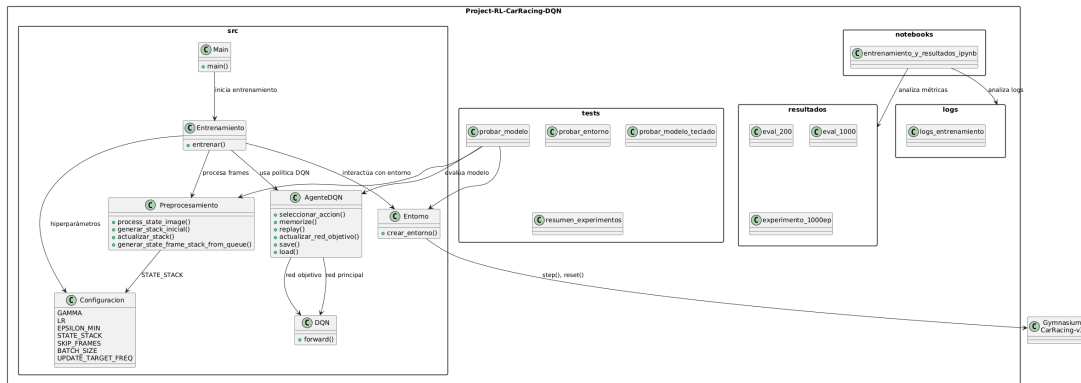 Project-RL-CarRacing-DQN
src
C Main
main()
inicia entrenamiento
C Entrenamiento
entrenar()
hiperparámetros
procesa frames
usa política DQN
interactúa con entorno
C Preprocesamiento
process_state_image()
generar_stack_inicial()
actualizar_stack()
generar_state_frame_stack_from_queue()
C AgenteDQN
seleccionar_accion()
memorize()
replay()
actualizar_red_objetivo()
save()
load()
C Entorno
crear_entorno()
STATE_STACK
red objetivo
red principal
C Configuracion
GAMMA
LR
EPSILON_MIN
STATE_STACK
SKIP_FRAMES
BATCH_SIZE
UPDATE_TARGET_FREQ
C DQN
forward()
tests
C probar_modelo
C probar_entorno
C probar_modelo_teclado
evalúa modelo
C resumen_experimentos
step(), reset()
notebooks
C entrenamiento_y_resultados_ipynb
analiza métricas
analiza logs
resultados
C eval_200
C eval_1000
C experimento_1000ep
logs
C logs_entrenamiento
C Gymnasium